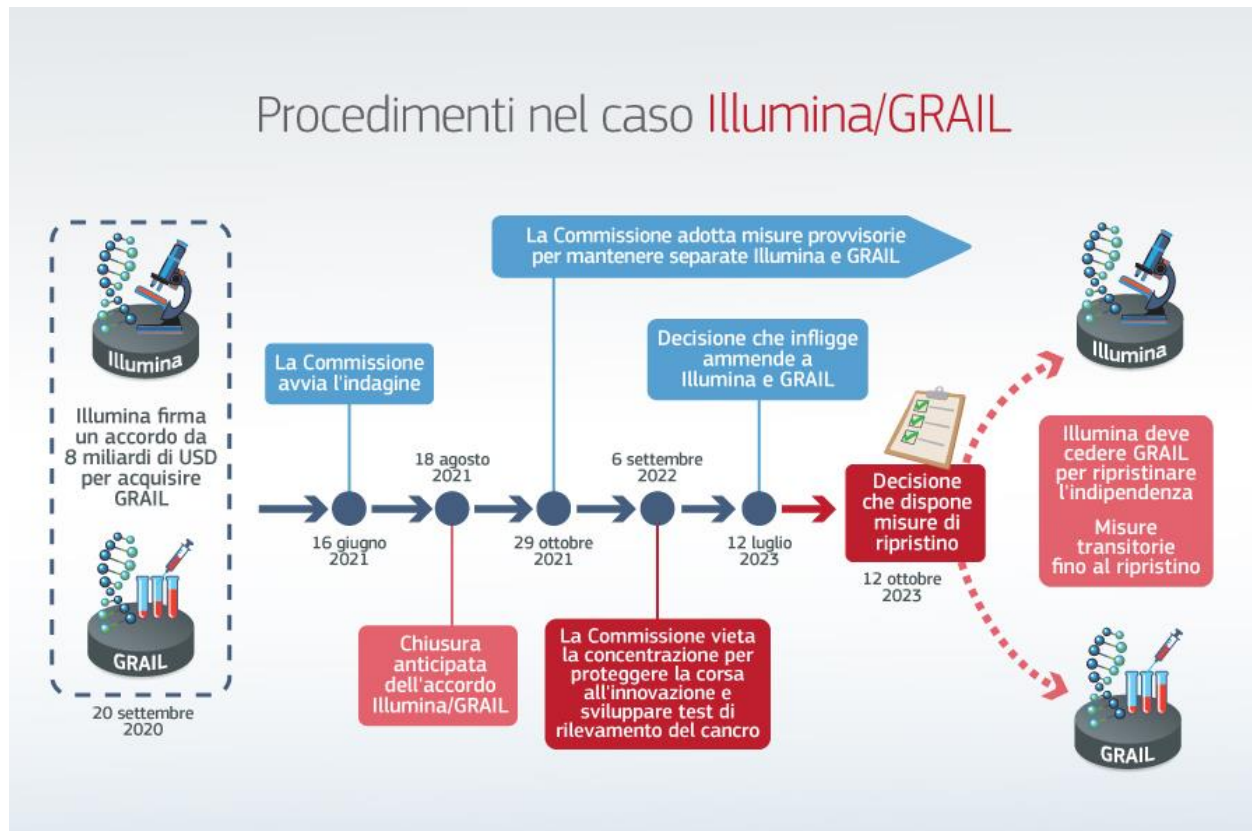 Procedimenti nel caso Illumina/GRAIL
Illumina
Illumina firma
un accordo da
8 miliardi di USD
per acquisire
GRAIL
GRAIL
20 settembre
2020
La Commissione
avvia l'indagine
16 giugno
2021
18 agosto
2021
Chiusura
anticipata
dell'accordo
Illumina/GRAIL
La Commissione adotta misure provvisorie
per mantenere separate Illumina e GRAIL
29 ottobre
2021
6 settembre
2022
La Commissione vieta
la concentrazione per
proteggere la corsa
all'innovazione e
sviluppare test di
rilevamento del cancro
Decisione che infligge
ammende a
Illumina e GRAIL
12 luglio
2023
Decisione
che dispone
misure di
ripristino
12 ottobre
2023
Illumina
Illumina deve
cedere GRAIL
per ripristinare
l'indipendenza
Misure
transitorie
fino al ripristino
GRAIL